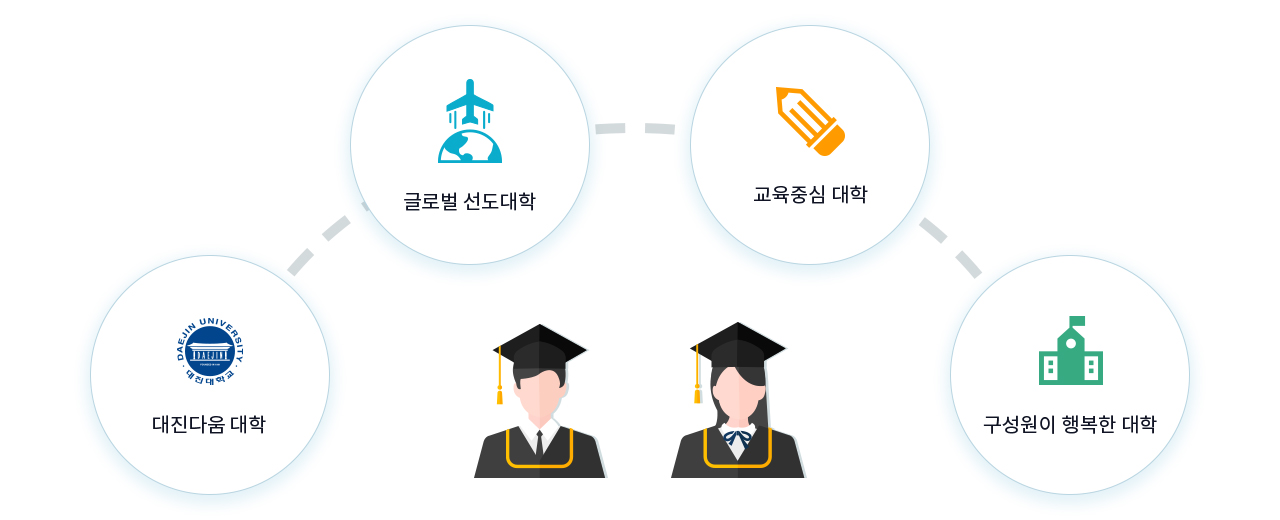 글로벌 선도대학
교육중심 대학
DAEJIN UNIVERSITY
DAEJIN
대진대학교
대진다움 대학
구성원이 행복한 대학